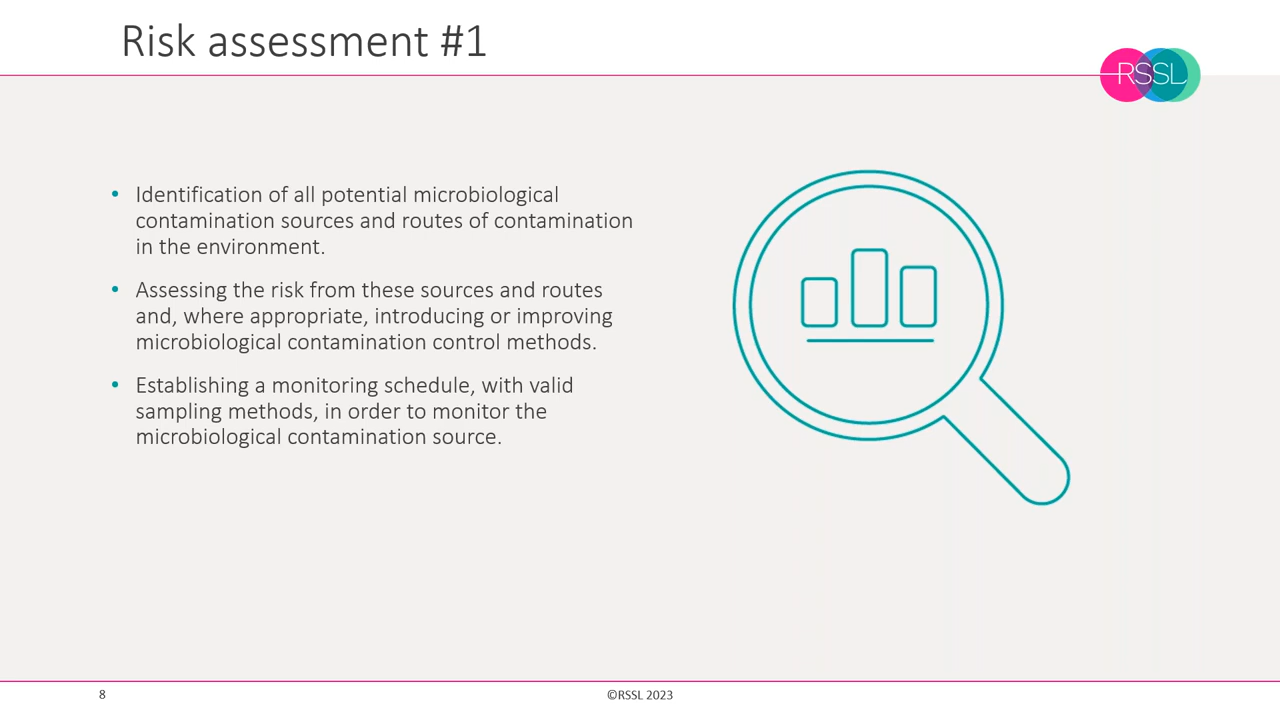 Risk assessment #1
RSSL
• Identification of all potential microbiological
contamination sources and routes of contamination
in the environment.
• Assessing the risk from these sources and routes
and, where appropriate, introducing or improving
microbiological contamination control methods.
• Establishing a monitoring schedule, with valid
sampling methods, in order to monitor the
microbiological contamination source.
8
©RSSL 2023